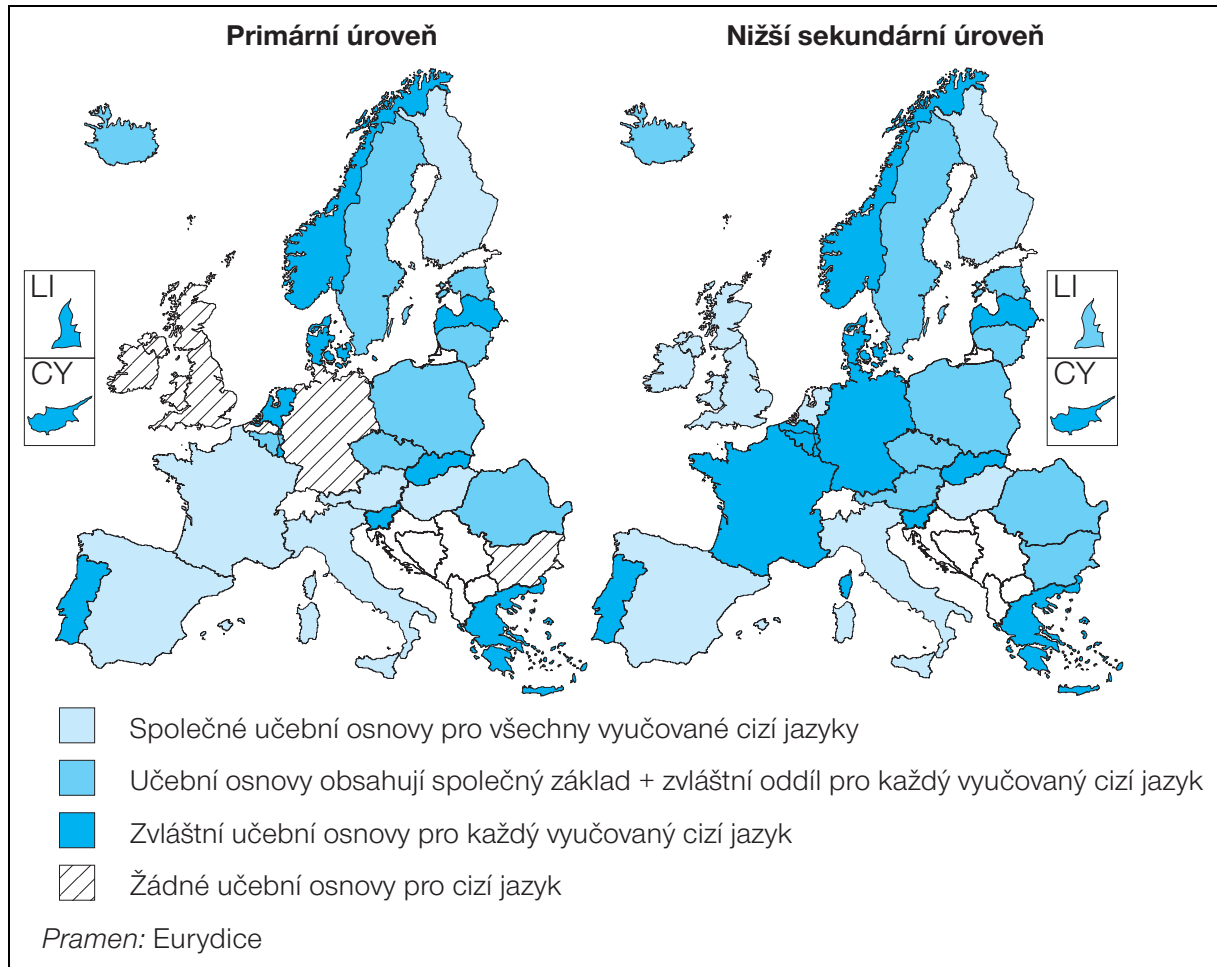 Primární úroveň
Nižší sekundární úroveň
LI
CY
LI
CY
Společné učební osnovy pro všechny vyučované cizí jazyky
Učební osnovy obsahují společný základ + zvláštní oddíl pro každý vyučovaný cizí jazyk
Zvláštní učební osnovy pro každý vyučovaný cizí jazyk
Žádné učební osnovy pro cizí jazyk
Pramen: Eurydice